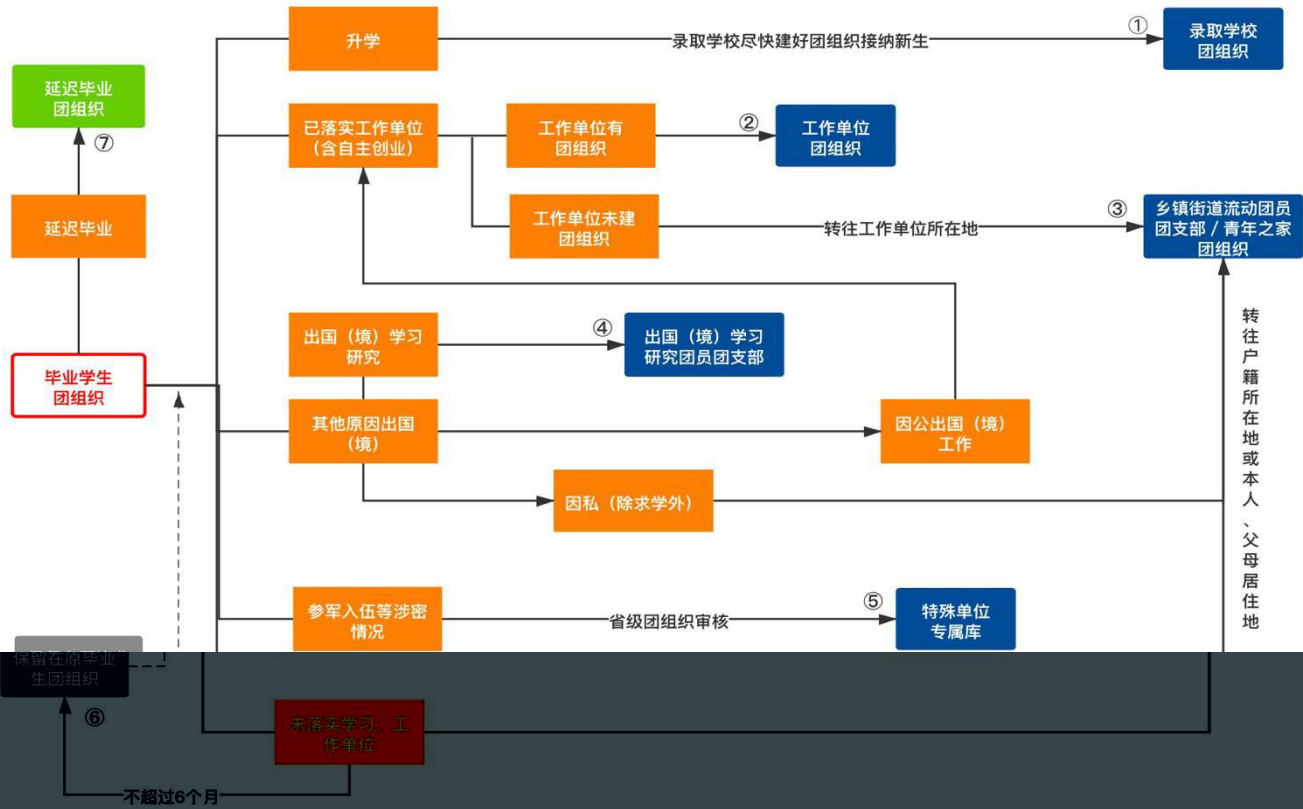 升学
录取学校尽快建好团组织接纳新生
①
录取学校
团组织
延迟毕业
团组织
⑦
已落实工作单位
（含自主创业）
工作单位有
团组织
②
工作单位
团组织
延迟毕业
工作单位未建
团组织
转往工作单位所在地
③
乡镇街道流动团员
团支部 / 青年之家
团组织
出国（境）学习
研究
④
出国（境）学习
研究团员团支部
转往户籍所在地或本人、父母居住地
毕业学生
团组织
其他原因出国
（境）
因公出国（境）
工作
因私（除求学外）
参军入伍等涉密
情况
省级团组织审核
⑤
特殊单位
专属库
保留在原毕业
生团组织
⑥
未落实学习、工
作单位
不超过6个月